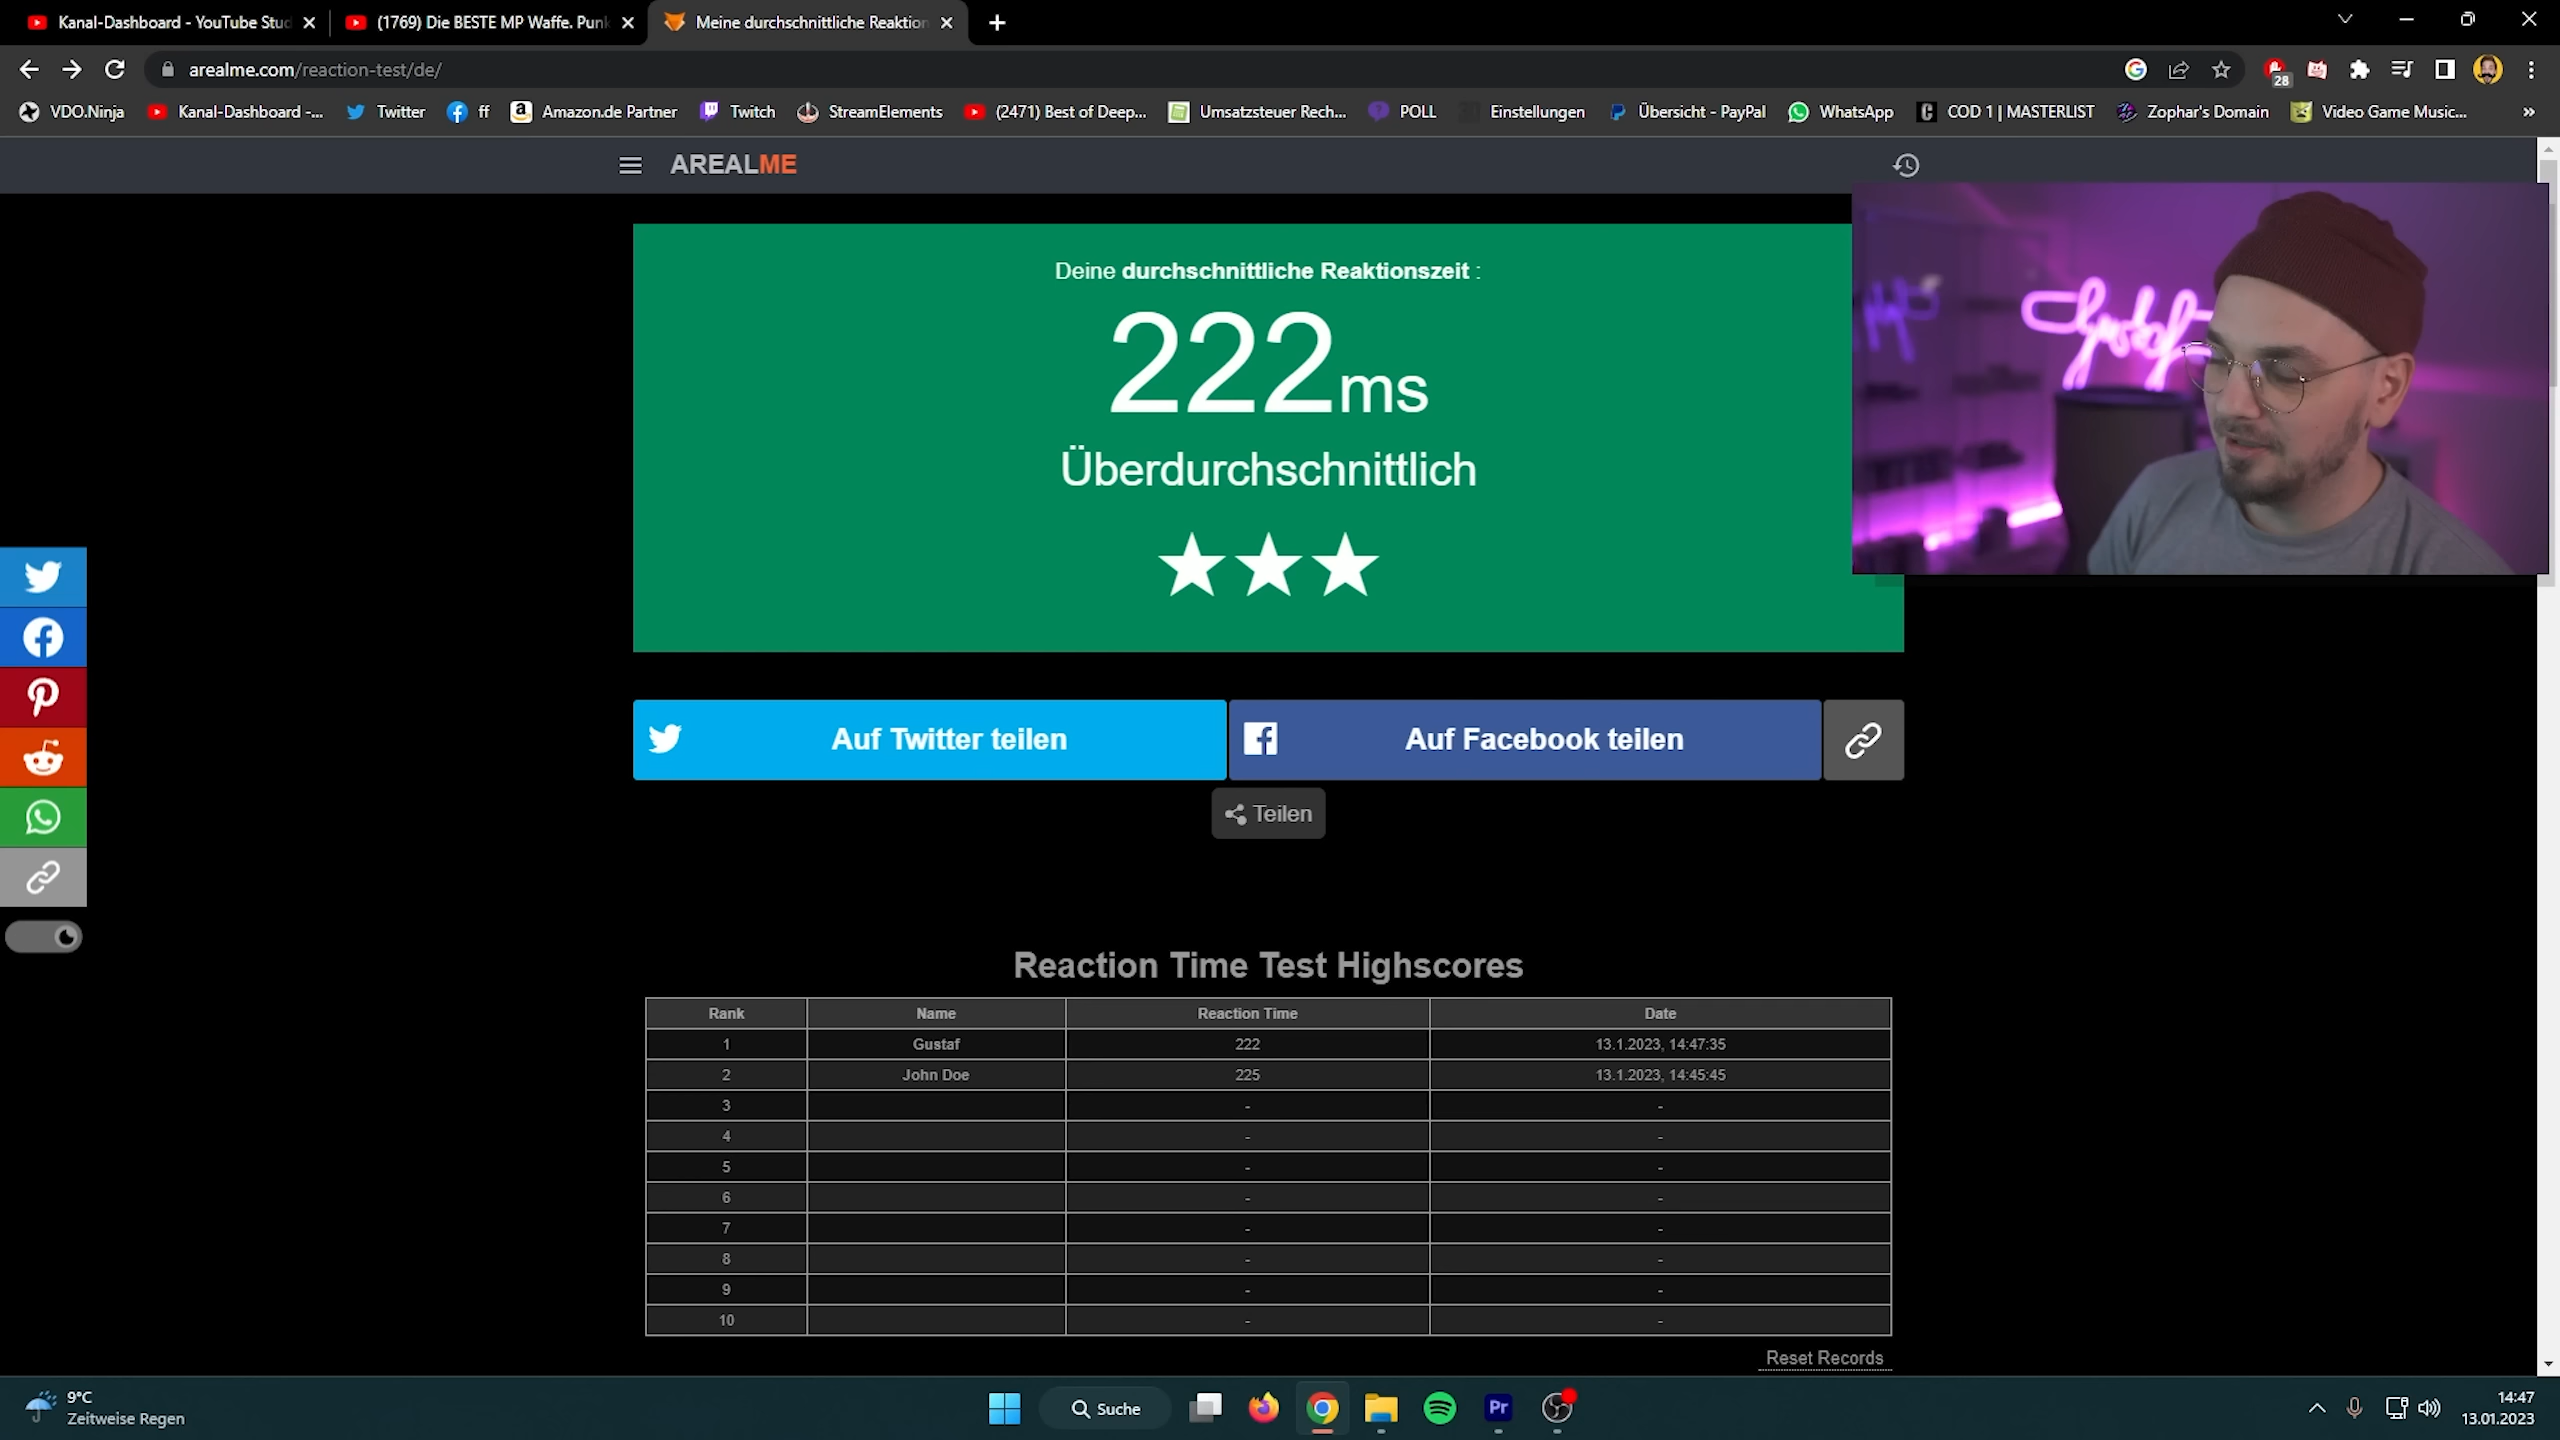 Kanal-Dashboard - YouTube Stud
(1769) Die BESTE MP Waffe. Punk
Meine durchschnittliche Reaktion
arealme.com/reaction-test/de/
28
VDO.Ninja
Kanal-Dashboard -...
Twitter
ff
Amazon.de Partner
Twitch
StreamElements
(2471) Best of Deep...
Umsatzsteuer Rech...
POLL
Einstellungen
Übersicht - PayPal
WhatsApp
COD 1 | MASTERLIST
Zophar's Domain
Video Game Music...
»
AREALME
Deine durchschnittliche Reaktionszeit :
222ms
Überdurchschnittlich
Gustaf
Auf Twitter teilen
Auf Facebook teilen
Teilen
Reaction Time Test Highscores
Rank Name Reaction Time Date
1 Gustaf 222 13.1.2023, 14:47:35
2 John Doe 225 13.1.2023, 14:45:45
3 - -
4 - -
5 - -
6 - -
7 - -
8 - -
9 - -
10 - -
Reset Records
9°C
Zeitweise Regen
Suche
Pr
14:47
13.01.2023